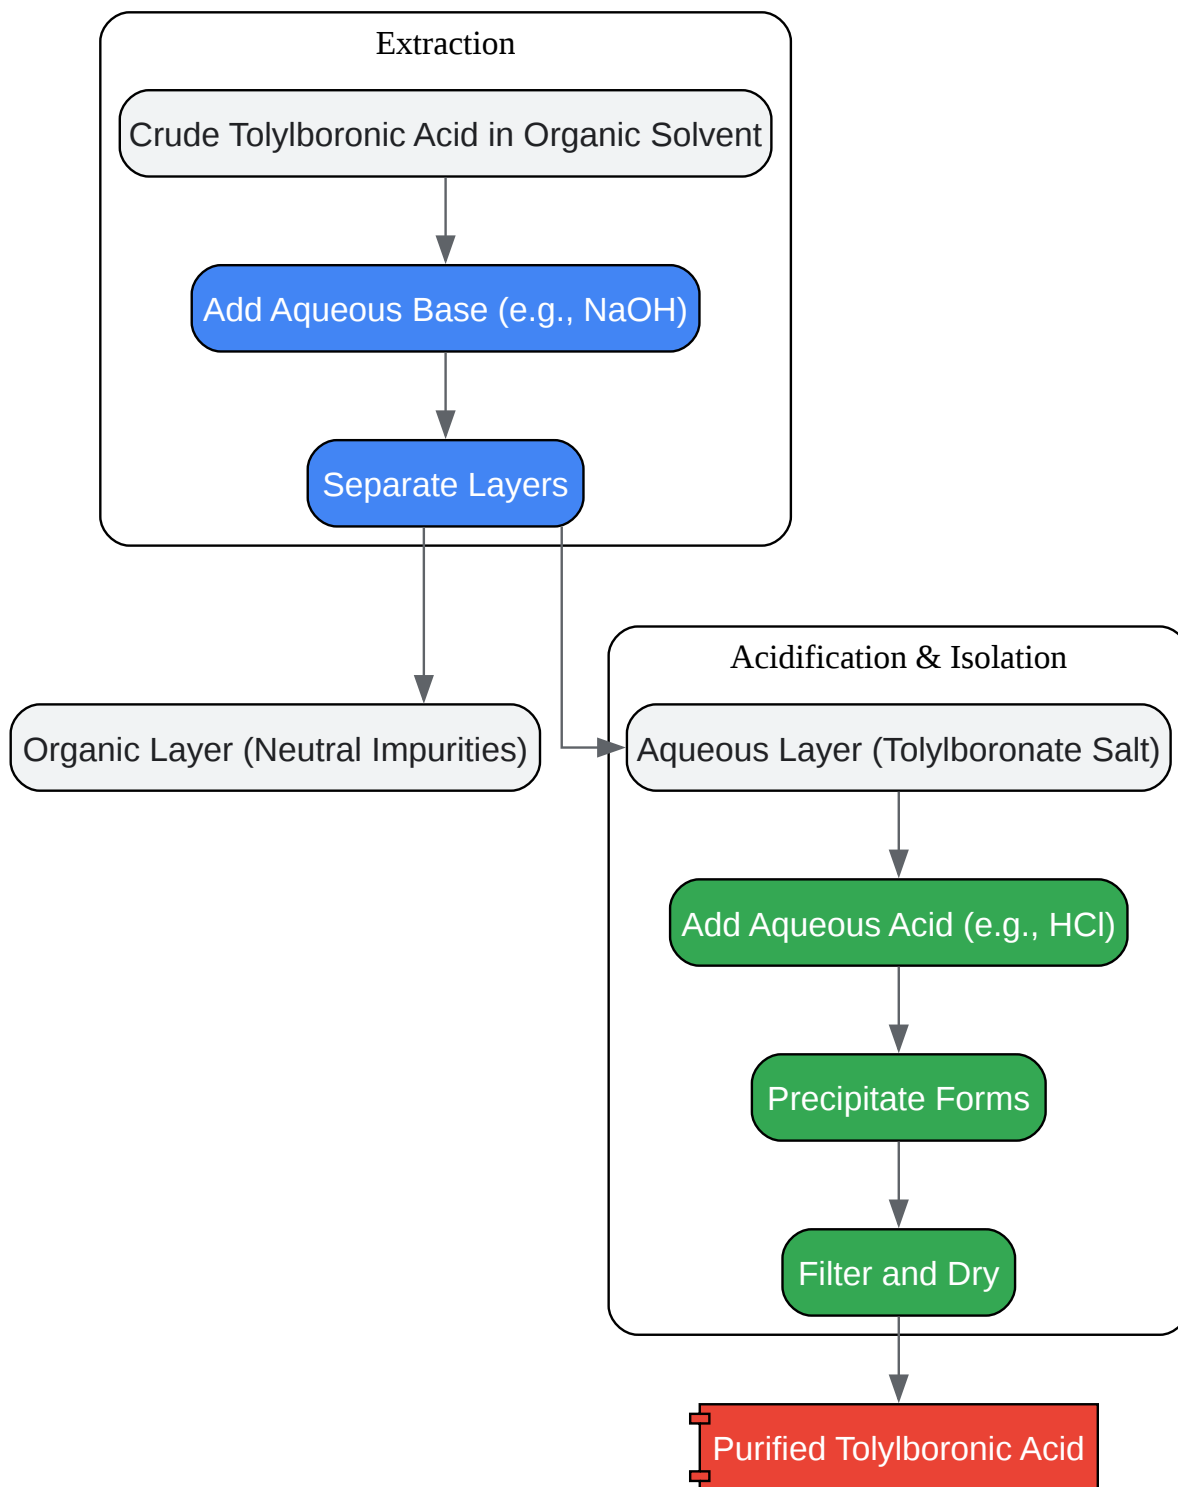 Extraction
Crude Tolylboronic Acid in Organic Solvent
Add Aqueous Base (e.g., NaOH)
Separate Layers
Organic Layer (Neutral Impurities)
Acidification & Isolation
Aqueous Layer (Tolylboronate Salt)
Add Aqueous Acid (e.g., HCl)
Precipitate Forms
Filter and Dry
Purified Tolylboronic Acid